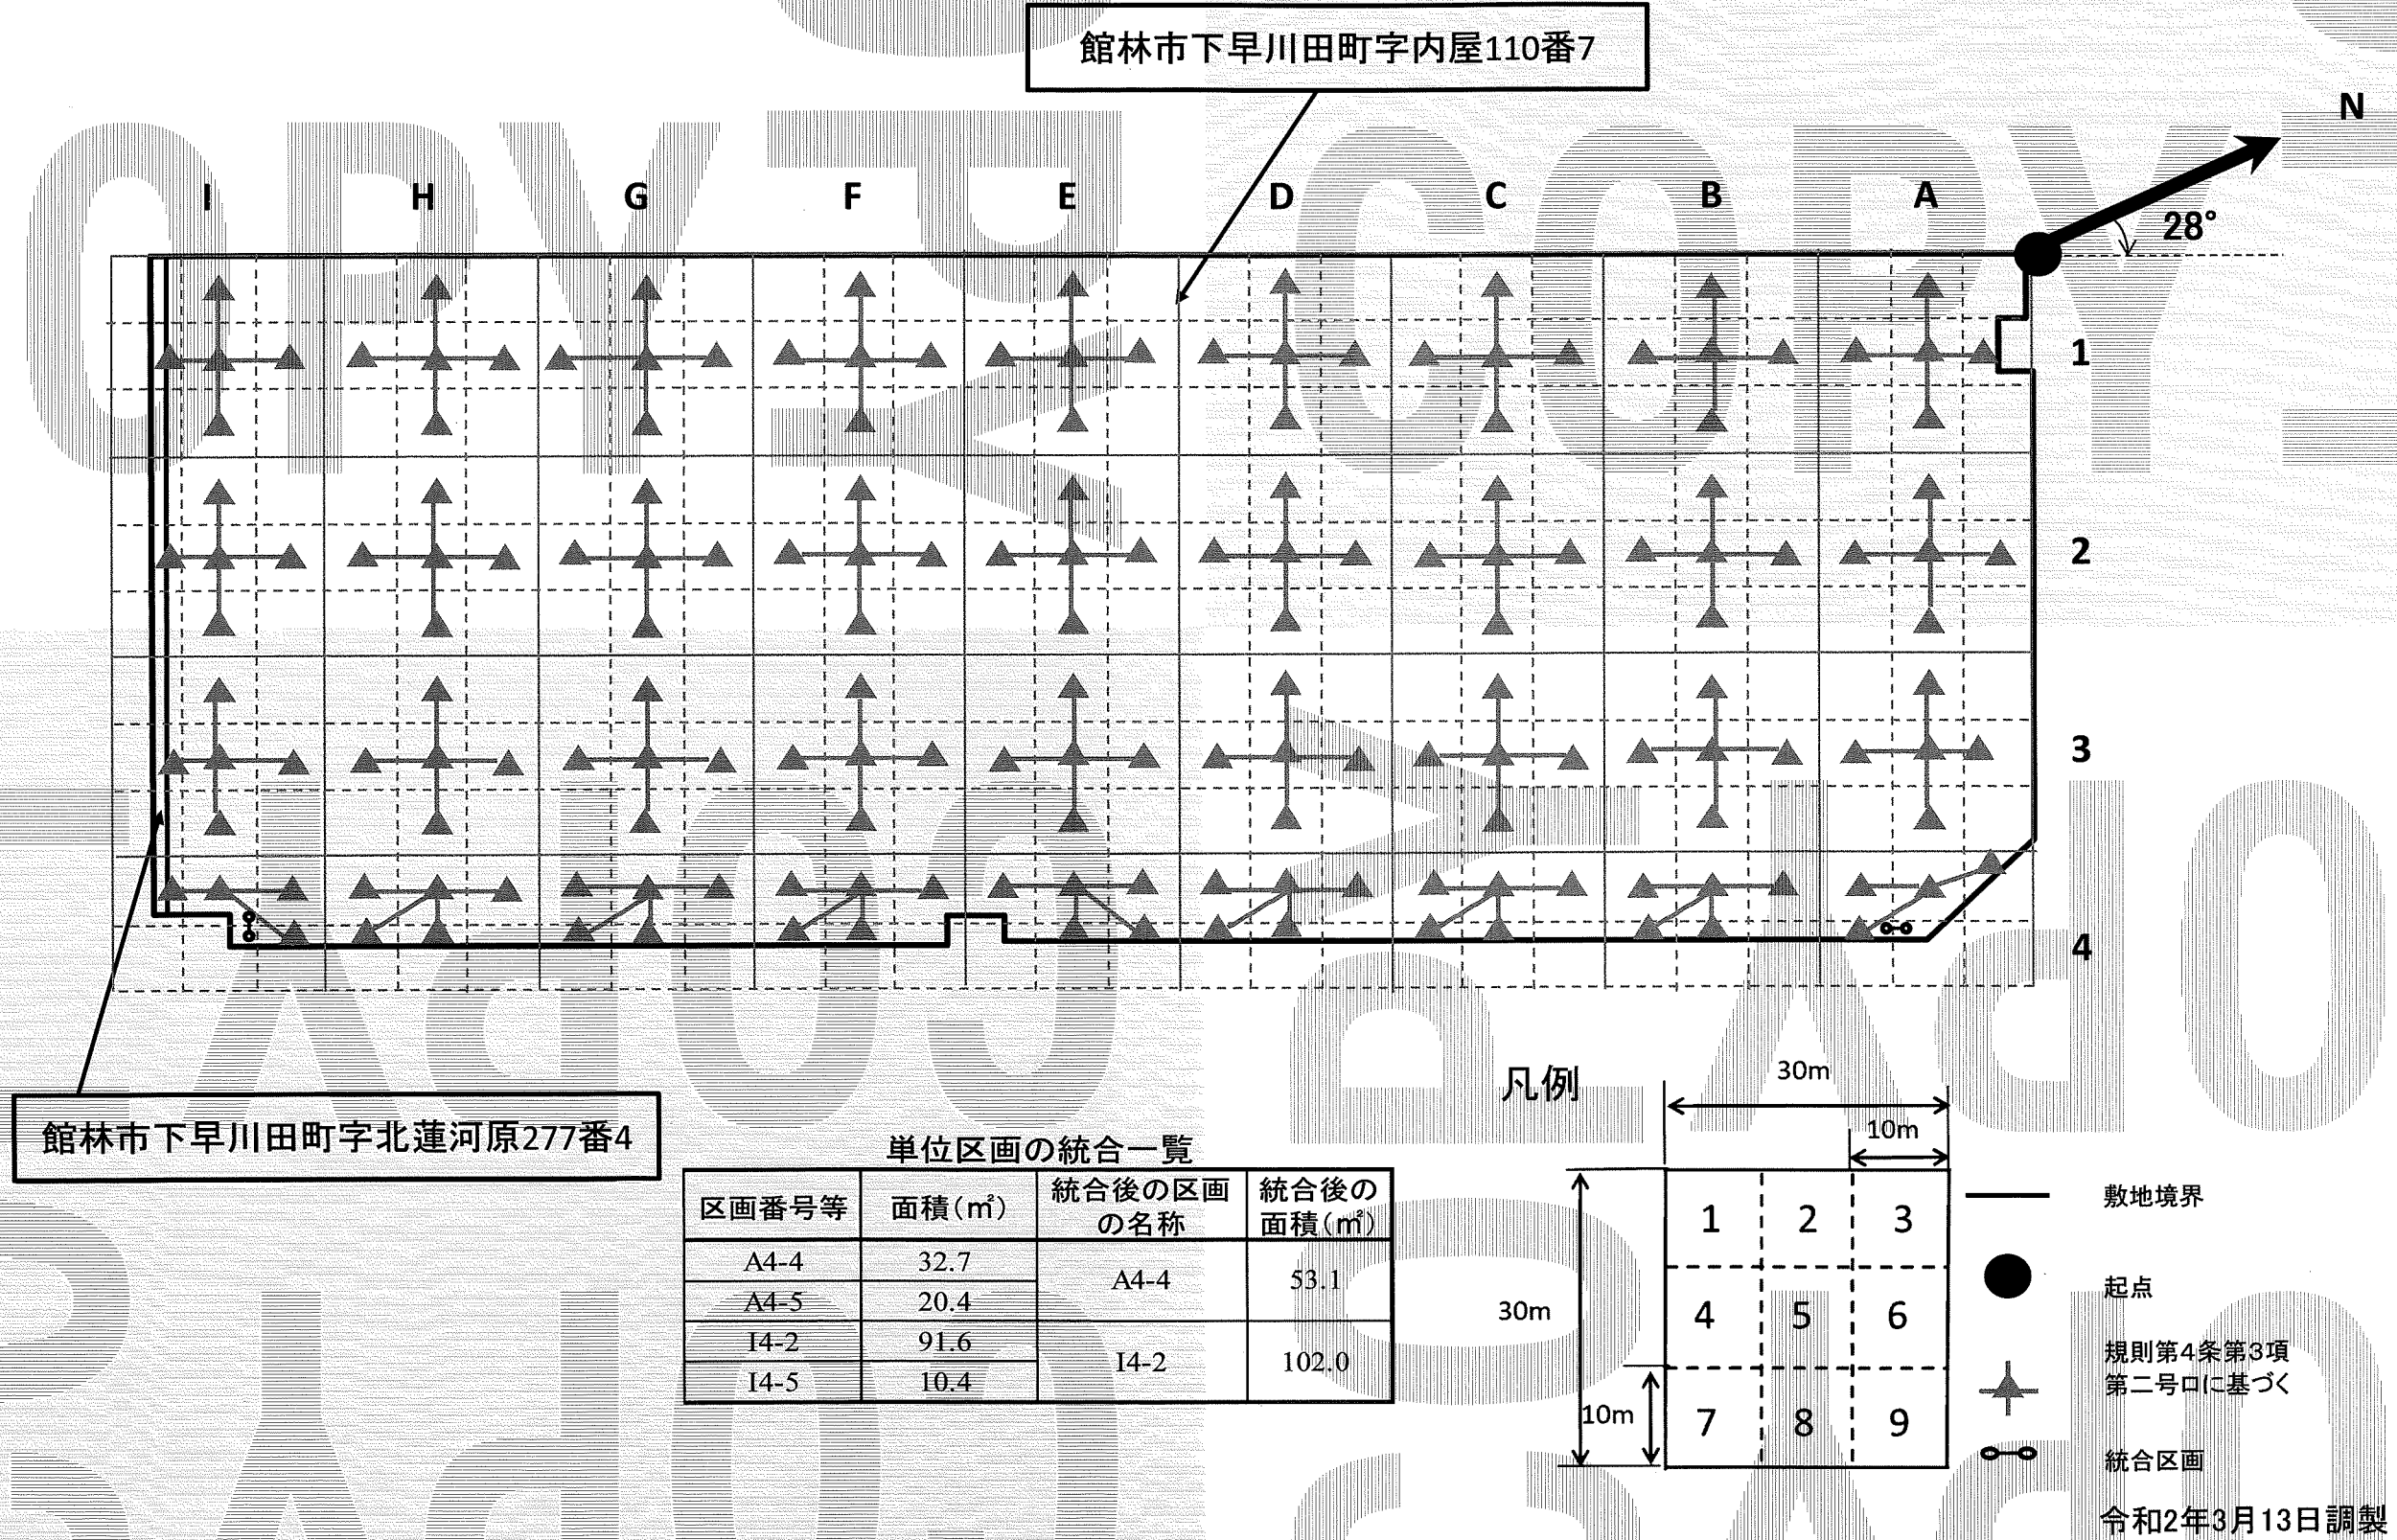 館林市下早川田町字内屋110番7
N
28°
I H G F E D C B A
1
2
3
4
館林市下早川田町字北蓮河原277番4
単位区画の統合一覧
区画番号等 面積(㎡) 統合後の区画の名称 統合後の面積(㎡)
A4-4 32.7 A4-4 53.1
A4-5 20.4
I4-2 91.6 I4-2 102.0
I4-5 10.4
凡例
30m
10m
30m
10m
1 2 3
4 5 6
7 8 9
敷地境界
起点
規則第4条第3項
第二号ロに基づく
統合区画
令和2年3月13日調製
COPY
COPY
COPY
COPY